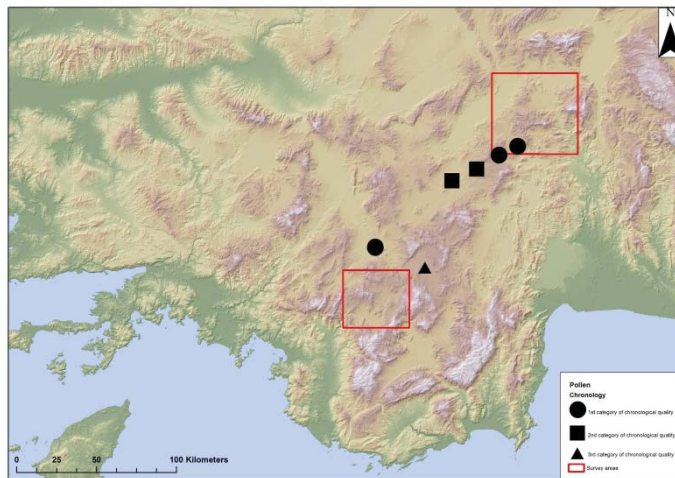 N
Pollen
Chronology
1st category of chronological quality
2nd category of chronological quality
3rd category of chronological quality
Survey areas
0 25 50 100 Kilometers